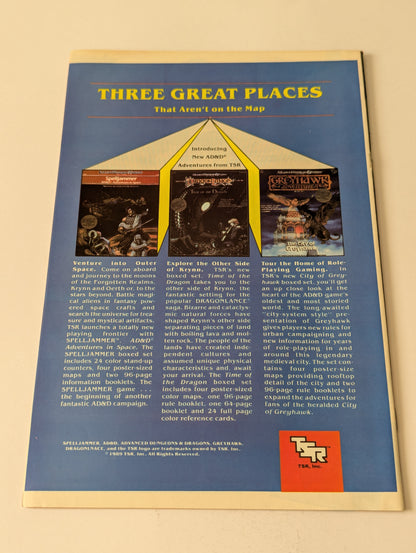 THREE GREAT PLACES
That Aren't on the Map
Introducing
New AD&D®
Adventures from TSR
Spelljammer
GREYHAWK
The City of
Greyhawk
Venture into Outer
Space. Come on aboard
and journey to the moons
of the Forgotten Realms,
Krynn and Oerth or, to the
stars beyond. Battle magi-
cal aliens in fantasy pow-
ered space crafts and
search the universe for trea-
sure and mystical artifacts.
TSR launches a totally new
playing frontier with
SPELLJAMMER™, AD&D®
Adventures in Space. The
SPELLJAMMER boxed set
includes 24 color stand-up
counters, four poster-sized
maps and two 96-page
information booklets. The
SPELLJAMMER game . . .
the beginning of another
fantastic AD&D campaign.
Explore the Other Side
of Krynn. TSR's new
boxed set, Time of the
Dragon takes you to the
other side of Krynn, the
fantastic setting for the
popular DRAGONLANCE®
saga. Bizarre and cataclys-
mic natural forces have
shaped Krynn's other side
separating pieces of land
with boiling lava and mol-
ten rock. The people of the
lands have created inde-
pendent cultures and
assumed unique physical
characteristics and, await
your arrival. The Time of
the Dragon boxed set
includes four poster-sized
color maps, one 96-page
rule booklet, one 64-page
booklet and 24 full page
color reference cards.
Tour the Home of Role-
Playing Gaming. In
TSR's new City of Grey-
hawk boxed set, you'll get
an up close look at the
heart of the AD&D game's
oldest and most storied
world. The long awaited
"city-system style" pre-
sentation of Greyhawk
gives players new rules for
urban campaigning and
new information for years
of role-playing in and
around this legendary
medieval city. The set con-
tains four poster-size
maps providing rooftop
detail of the city and two
96-page rule booklets to
expand the adventures for
fans of the heralded City
of Greyhawk.
SPELLJAMMER, AD&D, ADVANCED DUNGEONS & DRAGONS, GREYHAWK,
DRAGONLANCE, and the TSR logo are trademarks owned by TSR, Inc.
©1989 TSR, Inc. All Rights Reserved.
TSR
TSR, Inc.